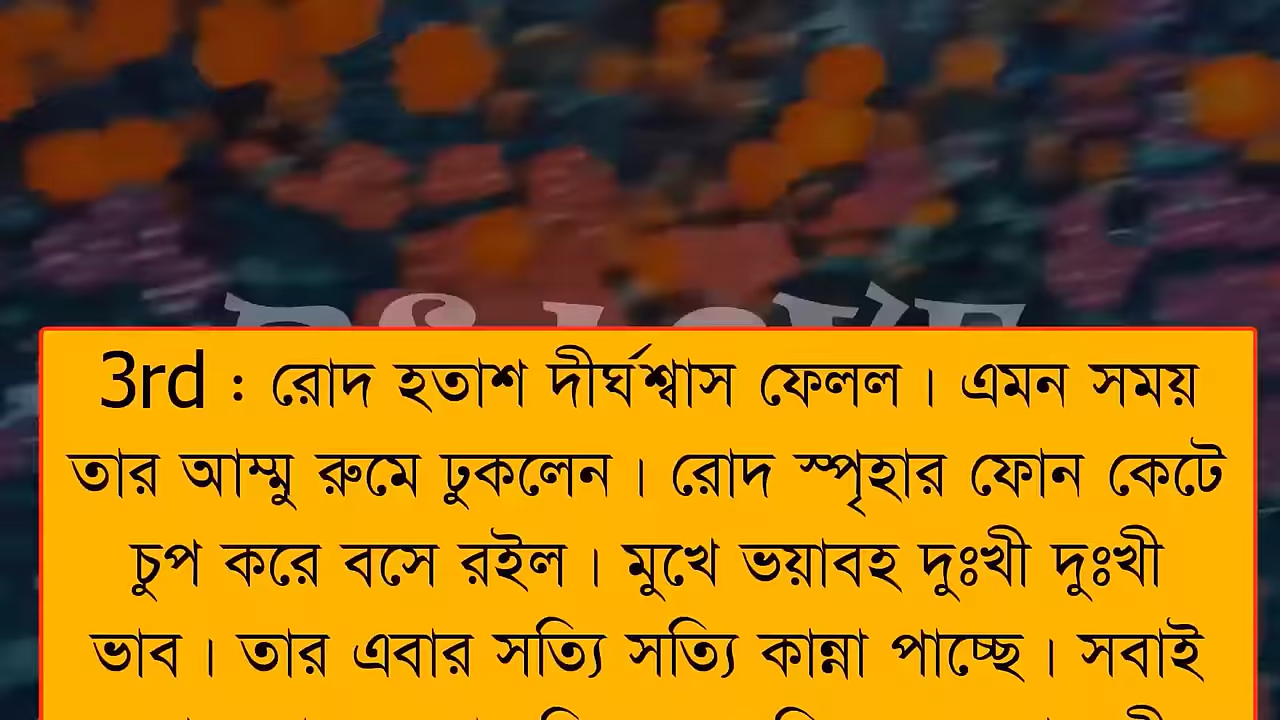 3rd : রোদ হতাশ দীর্ঘশ্বাস ফেলল। এমন সময়
তার আম্মু রুমে ঢুকলেন। রোদ স্পৃহার ফোন কেটে
চুপ করে বসে রইল। মুখে ভয়াবহ দুঃখী দুঃখী
ভাব। তার এবার সত্যি সত্যি কান্না পাচ্ছে। সবাই